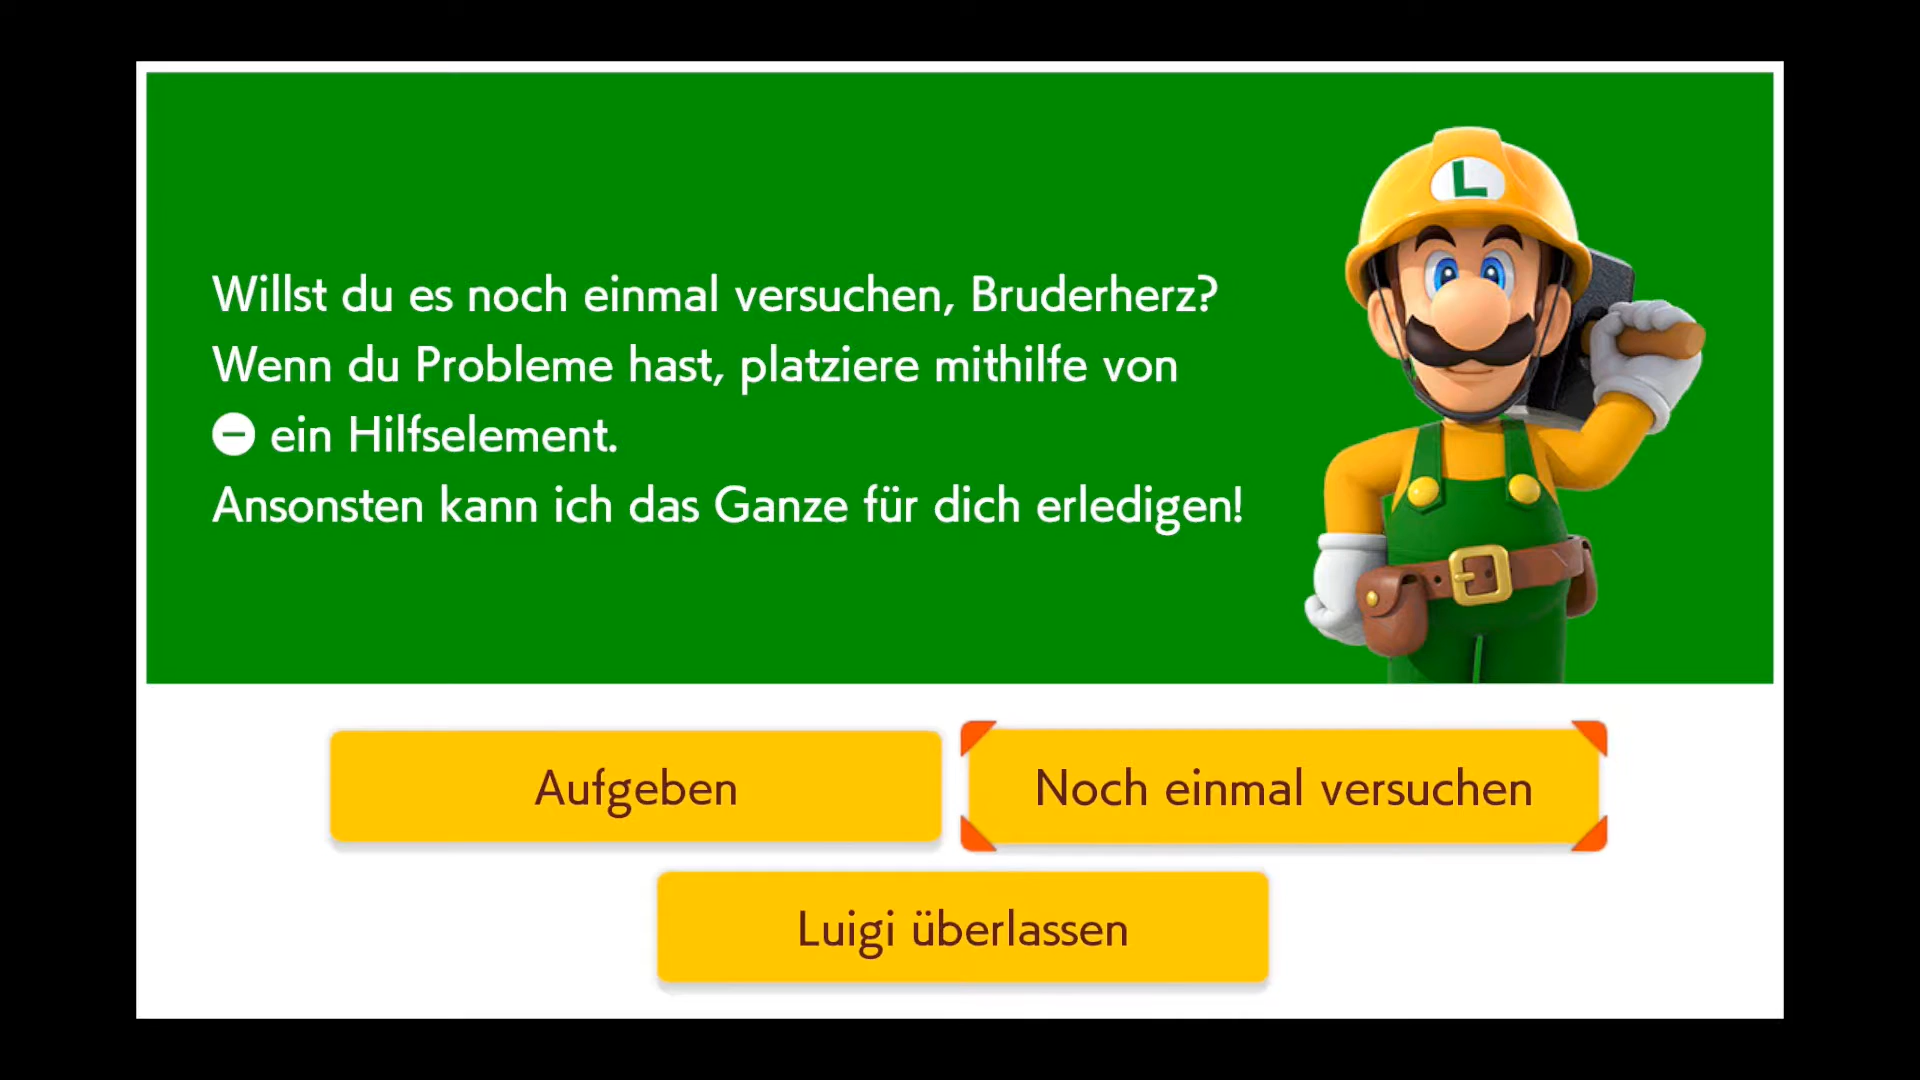 L
Willst du es noch einmal versuchen, Bruderherz?
Wenn du Probleme hast, platziere mithilfe von
⊖ ein Hilfselement.
Ansonsten kann ich das Ganze für dich erledigen!
Aufgeben
Noch einmal versuchen
Luigi überlassen